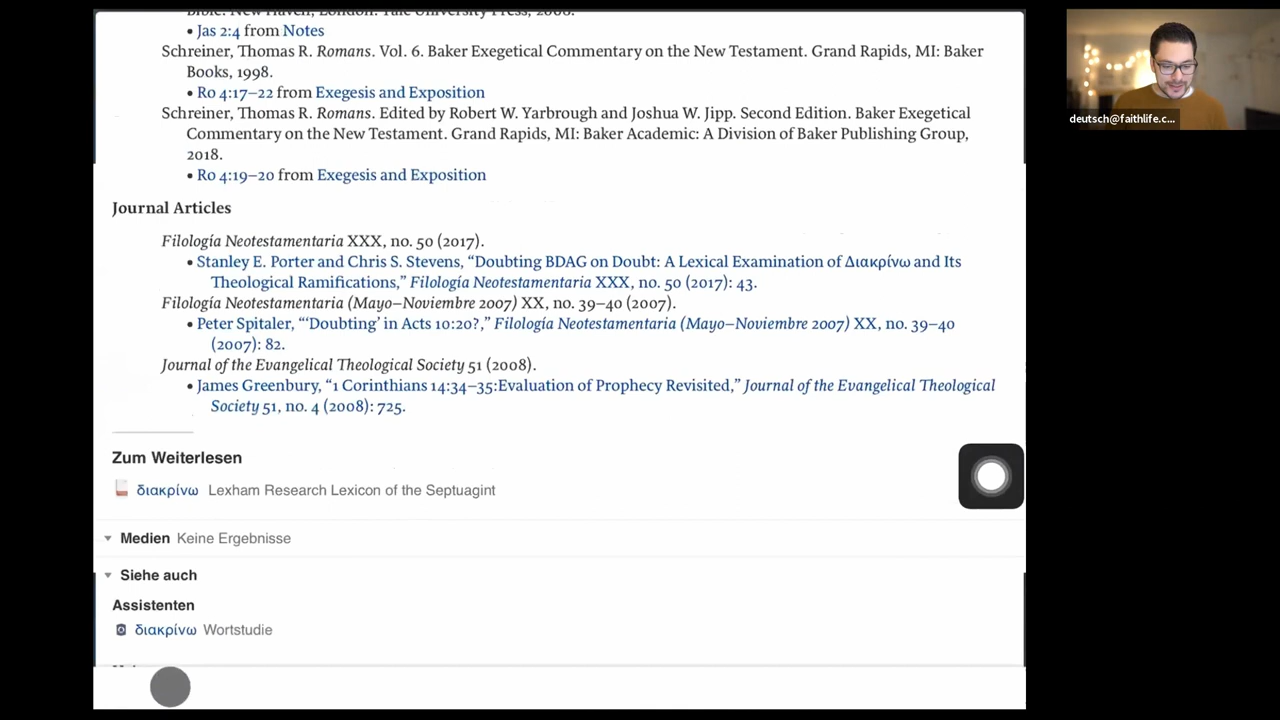 Bible. New Haven; London: Yale University Press, 2006.
• Jas 2:4 from Notes
Schreiner, Thomas R. Romans. Vol. 6. Baker Exegetical Commentary on the New Testament. Grand Rapids, MI: Baker
Books, 1998.
• Ro 4:17–22 from Exegesis and Exposition
Schreiner, Thomas R. Romans. Edited by Robert W. Yarbrough and Joshua W. Jipp. Second Edition. Baker Exegetical
Commentary on the New Testament. Grand Rapids, MI: Baker Academic: A Division of Baker Publishing Group,
2018.
• Ro 4:19–20 from Exegesis and Exposition
Journal Articles
Filología Neotestamentaria XXX, no. 50 (2017).
• Stanley E. Porter and Chris S. Stevens, “Doubting BDAG on Doubt: A Lexical Examination of Διακρίνω and Its
Theological Ramifications,” Filología Neotestamentaria XXX, no. 50 (2017): 43.
Filología Neotestamentaria (Mayo–Noviembre 2007) XX, no. 39–40 (2007).
• Peter Spitaler, “‘Doubting’ in Acts 10:20?,” Filología Neotestamentaria (Mayo–Noviembre 2007) XX, no. 39–40
(2007): 82.
Journal of the Evangelical Theological Society 51 (2008).
• James Greenbury, “1 Corinthians 14:34–35:Evaluation of Prophecy Revisited,” Journal of the Evangelical Theological
Society 51, no. 4 (2008): 725.
Zum Weiterlesen
διακρίνω Lexham Research Lexicon of the Septuagint
Medien Keine Ergebnisse
Siehe auch
Assistenten
διακρίνω Wortstudie
deutsch@faithlife.c...